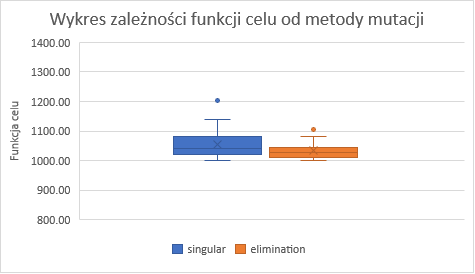 Wykres zależności funkcji celu od metody mutacji
1400.00
1300.00
1200.00
1100.00
1000.00
900.00
800.00
Funkcja celu
singular elimination